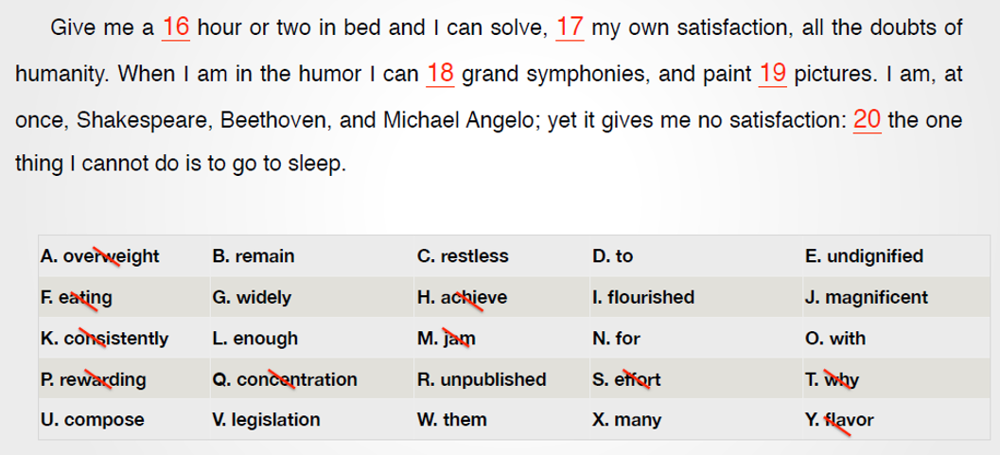 Give me a 16 hour or two in bed and I can solve, 17 my own satisfaction, all the doubts of
humanity. When I am in the humor I can 18 grand symphonies, and paint 19 pictures. I am, at
once, Shakespeare, Beethoven, and Michael Angelo; yet it gives me no satisfaction: 20 the one
thing I cannot do is to go to sleep.
A. overweight B. remain C. restless D. to E. undignified
F. eating G. widely H. achieve I. flourished J. magnificent
K. consistently L. enough M. jam N. for O. with
P. rewarding Q. concentration R. unpublished S. effort T. why
U. compose V. legislation W. them X. many Y. flavor